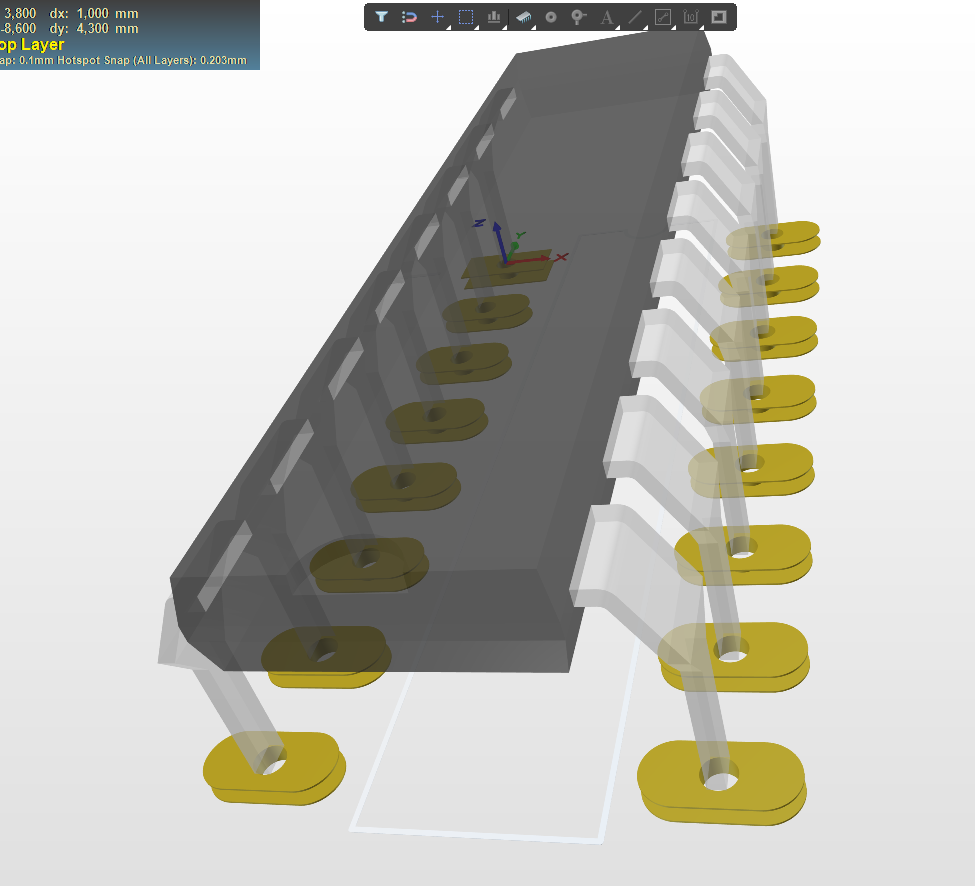 3,800 dx: 1,000 mm
-8,600 dy: 4,300 mm
op Layer
ap: 0.1mm Hotspot Snap (All Layers): 0.203mm
A
10
Z
Y
X